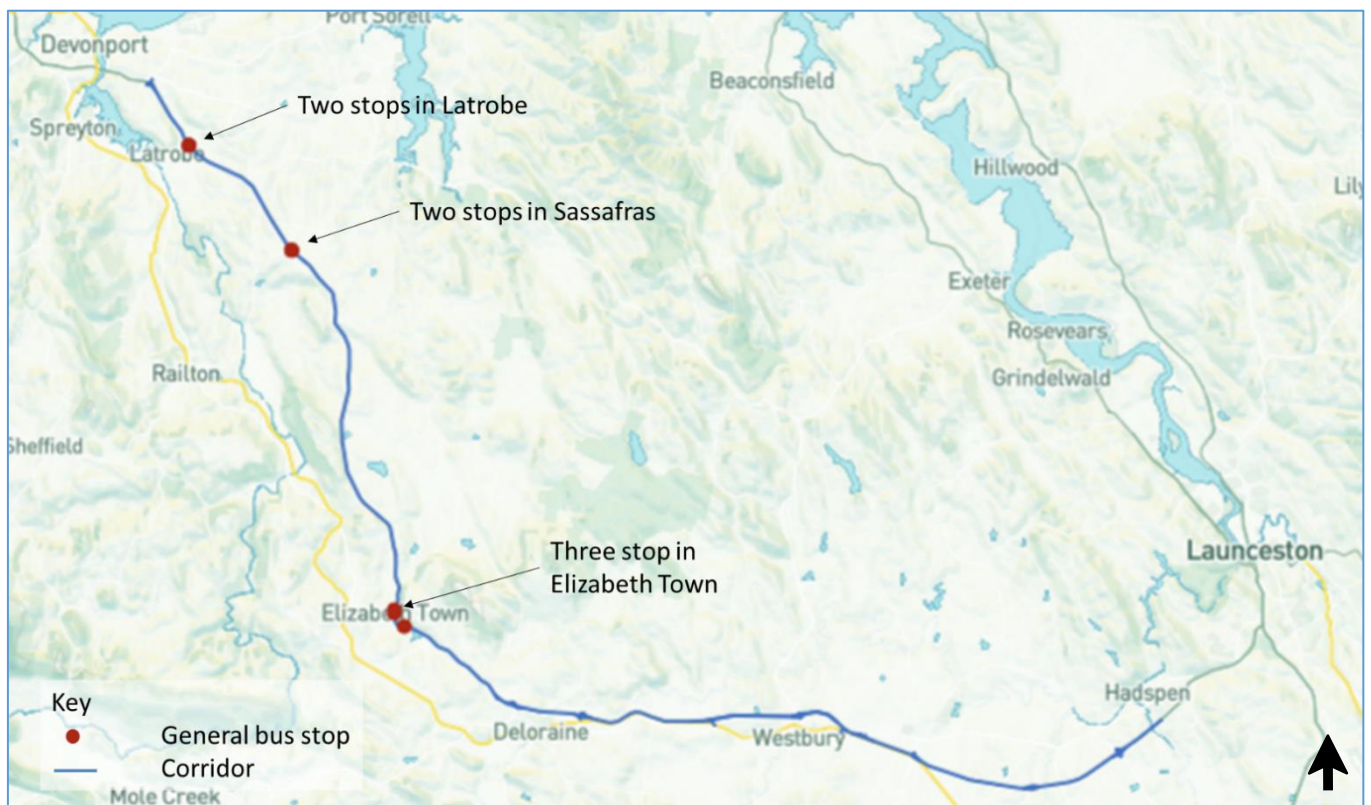 Port Sorell
Devonport
Beaconsfield
Two stops in Latrobe
Spreyton
Latrobe
Hillwood
Two stops in Sassafras
Exeter
Rosevears
Railton
Grindelwald
Sheffield
Three stop in
Elizabeth Town
Launceston
Elizabeth Town
Hadspen
Key
General bus stop
Deloraine
Westbury
Corridor
Mole Creek